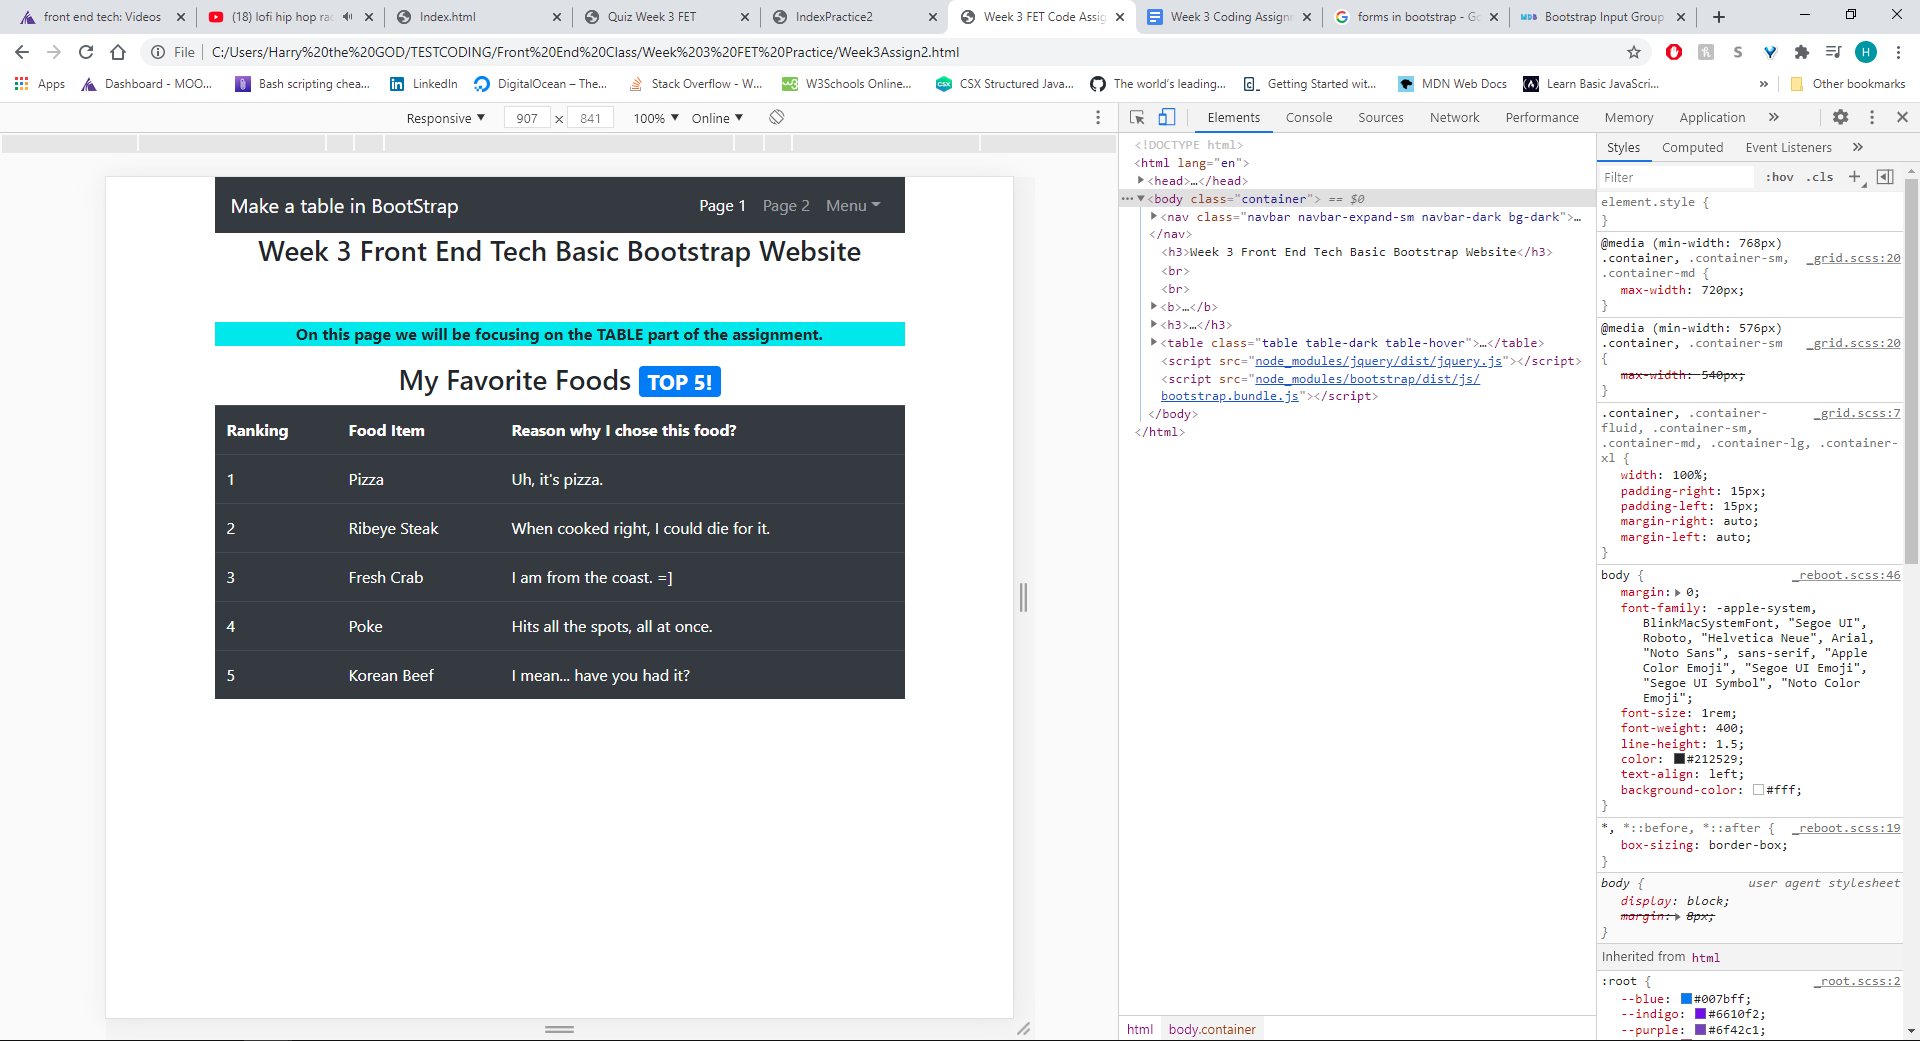 front end tech: Videos
(18) lofi hip hop rad
Index.html
Quiz Week 3 FET
IndexPractice2
Week 3 FET Code Assig
Week 3 Coding Assignm
forms in bootstrap - Go
MDB Bootstrap Input Group
File C:/Users/Harry%20the%20GOD/TESTCODING/Front%20End%20Class/Week%203%20FET%20Practice/Week3Assign2.html
S
H
Apps
Dashboard - MOO...
Bash scripting chea...
LinkedIn
DigitalOcean – The...
Stack Overflow - W...
W3Schools Online...
CSX Structured Java...
The world's leading...
Getting Started wit...
MDN Web Docs
Learn Basic JavaScri...
»
Other bookmarks
Responsive ▼ 907 × 841 100% ▼ Online ▼
Make a table in BootStrap
Page 1 Page 2 Menu
Week 3 Front End Tech Basic Bootstrap Website
On this page we will be focusing on the TABLE part of the assignment.
My Favorite Foods TOP 5!
Ranking Food Item Reason why I chose this food?
1 Pizza Uh, it's pizza.
2 Ribeye Steak When cooked right, I could die for it.
3 Fresh Crab I am from the coast. =]
4 Poke Hits all the spots, all at once.
5 Korean Beef I mean... have you had it?
Elements Console Sources Network Performance Memory Application »
<!DOCTYPE html>
<html lang="en">
<head>…</head>
<body class="container"> == $0
<nav class="navbar navbar-expand-sm navbar-dark bg-dark">…
</nav>
<h3>Week 3 Front End Tech Basic Bootstrap Website</h3>
<br>
<br>
<b>…</b>
<h3>…</h3>
<table class="table table-dark table-hover">…</table>
<script src="node_modules/jquery/dist/jquery.js"></script>
<script src="node_modules/bootstrap/dist/js/
bootstrap.bundle.js"></script>
</body>
</html>
html body.container
Styles Computed Event Listeners »
Filter :hov .cls +
element.style {
}
@media (min-width: 768px)
.container, .container-sm, _grid.scss:20
.container-md {
max-width: 720px;
}
@media (min-width: 576px)
.container, .container-sm _grid.scss:20
{
max-width: 540px;
}
.container, .container- _grid.scss:7
fluid, .container-sm,
.container-md, .container-lg, .container-
xl {
width: 100%;
padding-right: 15px;
padding-left: 15px;
margin-right: auto;
margin-left: auto;
}
body { _reboot.scss:46
margin: 0;
font-family: -apple-system,
BlinkMacSystemFont, "Segoe UI",
Roboto, "Helvetica Neue", Arial,
"Noto Sans", sans-serif, "Apple
Color Emoji", "Segoe UI Emoji",
"Segoe UI Symbol", "Noto Color
Emoji";
font-size: 1rem;
font-weight: 400;
line-height: 1.5;
color: #212529;
text-align: left;
background-color: #fff;
}
*, *::before, *::after { _reboot.scss:19
box-sizing: border-box;
}
body { user agent stylesheet
display: block;
margin: 8px;
}
Inherited from html
:root { _root.scss:2
--blue: #007bff;
--indigo: #6610f2;
--purple: #6f42c1;